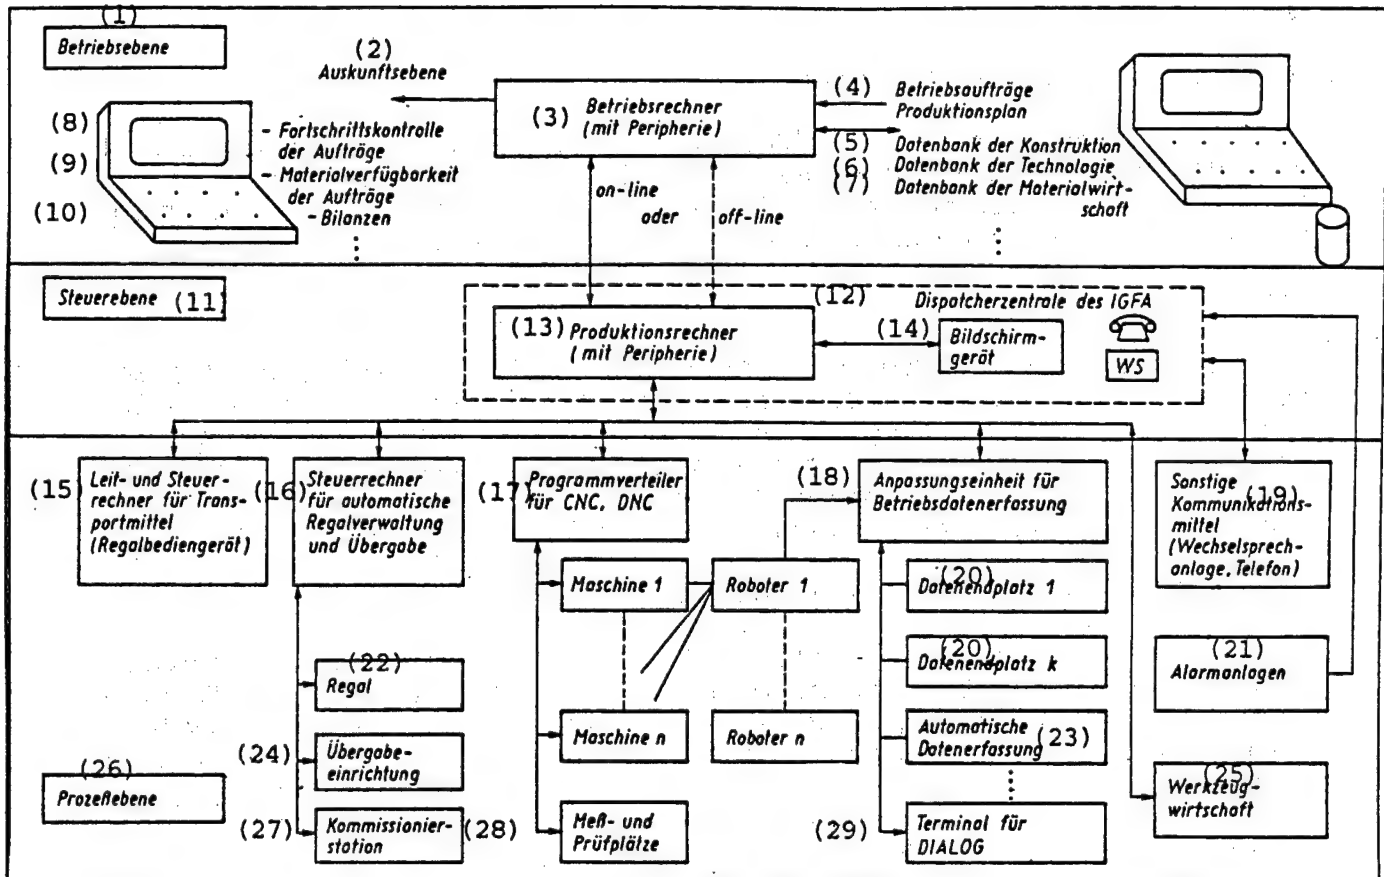 (1)
Betriebsebene
(2)
Auskunftsebene
(3) Betriebsrechner
(mit Peripherie)
(4) Betriebsaufträge
Produktionsplan
(5) Datenbank der Konstruktion
(6) Datenbank der Technologie
(7) Datenbank der Materialwirt-
schaft
(8) - Fortschrittskontrolle
der Aufträge
(9) - Materialverfügbarkeit
der Aufträge
(10) - Bilanzen
on-line
oder off-line
Steuerebene (11)
(12) Dispatcherzentrale des IGFA
(13) Produktionsrechner
(mit Peripherie)
(14) Bildschirm-
gerät
WS
(15) Leit- und Steuer-
rechner für Trans-
portmittel
(Regalbediengerät)
(16) Steuerrechner
für automatische
Regalverwaltung
und Übergabe
(17) Programmverteiler
für CNC, DNC
(18) Anpassungseinheit für
Betriebsdatenerfassung
Sonstige (19)
Kommunikations-
mittel
(Wechselsprech-
anlage, Telefon)
Maschine 1
Roboter 1
(20)
Datenendplatz 1
(22)
Regal
(20)
Datenendplatz k
(21)
Alarmanlagen
Maschine n
Roboter n
Automatische
Datenerfassung (23)
(24) Übergabe-
einrichtung
(25)
Werkzeug-
wirtschaft
(26)
Prozeßebene
(27) Kommissionier-
station
(28) Meß- und
Prüfplätze
(29) Terminal für
DIALOG